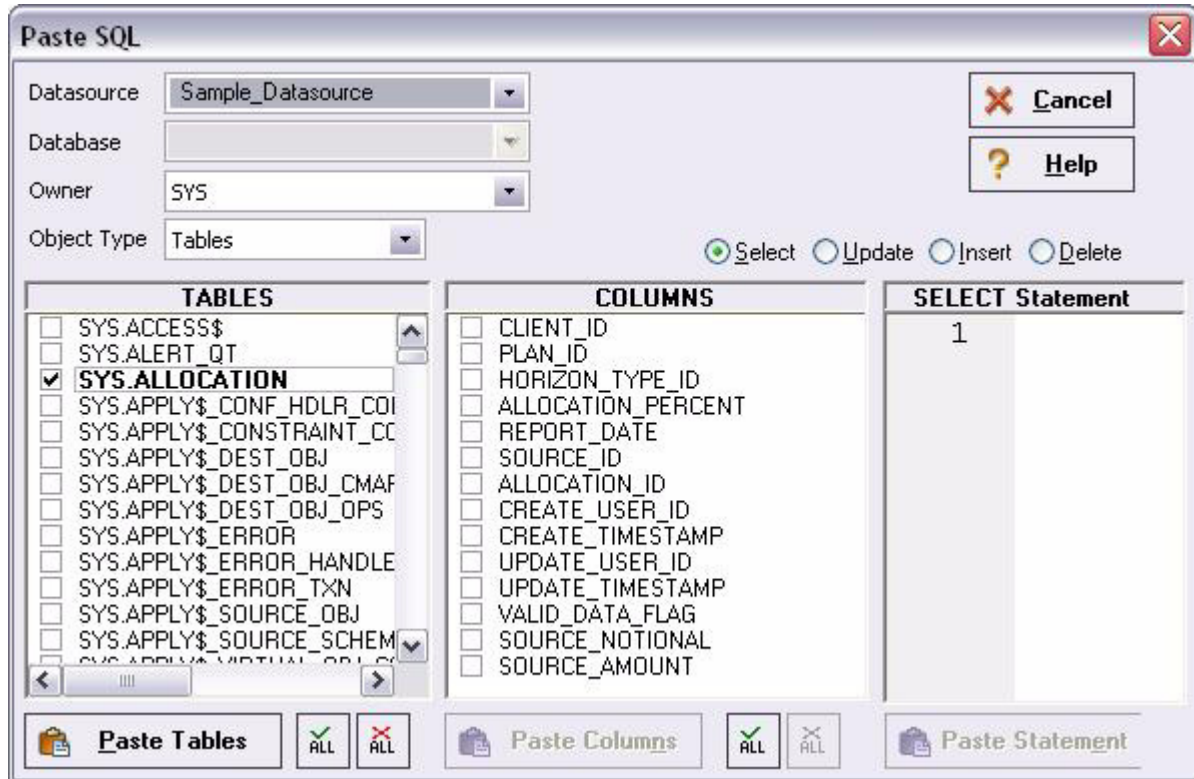 Paste SQL
Datasource Sample_Datasource
Cancel
Database
Help
Owner SYS
Object Type Tables
Select Update Insert Delete
TABLES
SYS.ACCESS$
SYS.ALERT_QT
SYS.ALLOCATION
SYS.APPLY$_CONF_HDLR_COL
SYS.APPLY$_CONSTRAINT_CO
SYS.APPLY$_DEST_OBJ
SYS.APPLY$_DEST_OBJ_CMAP
SYS.APPLY$_DEST_OBJ_OPS
SYS.APPLY$_ERROR
SYS.APPLY$_ERROR_HANDLE
SYS.APPLY$_ERROR_TXN
SYS.APPLY$_SOURCE_OBJ
SYS.APPLY$_SOURCE_SCHEM
COLUMNS
CLIENT_ID
PLAN_ID
HORIZON_TYPE_ID
ALLOCATION_PERCENT
REPORT_DATE
SOURCE_ID
ALLOCATION_ID
CREATE_USER_ID
CREATE_TIMESTAMP
UPDATE_USER_ID
UPDATE_TIMESTAMP
VALID_DATA_FLAG
SOURCE_NOTIONAL
SOURCE_AMOUNT
SELECT Statement
1
Paste Tables ALL ALL
Paste Columns ALL ALL
Paste Statement